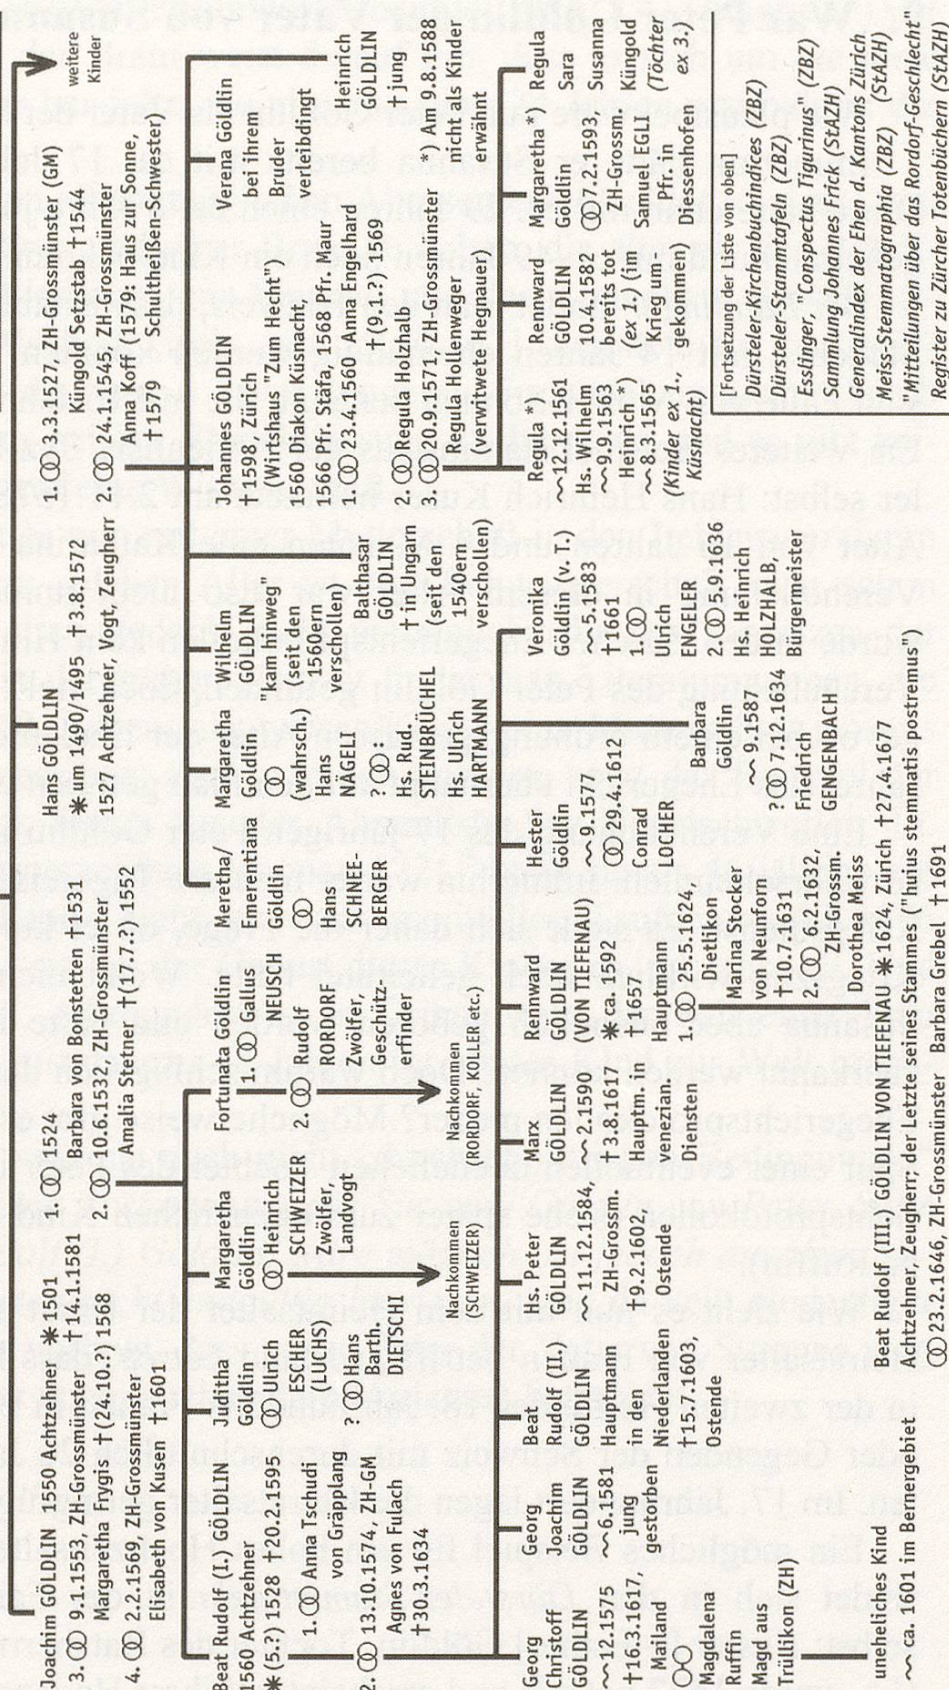 Joachim GÖLDLIN 1550 Achtzehner ✱1501
3. ⚭ 9.1.1553, ZH-Grossmünster †14.1.1581
Margaretha Frygis †(24.10.?) 1568
4. ⚭ 2.2.1569, ZH-Grossmünster
Elisabeth von Kusen †1601
1. ⚭ 1524
Barbara von Bonstetten †1531
2. ⚭ 10.6.1532, ZH-Grossmünster
Amalia Setner †(17.7.?) 1552
Hans GÖLDLIN
✱um 1490/1495 †3.8.1572
1527 Achtzehner, Vogt, Zeugherr
1. ⚭ 3.3.1527, ZH-Grossmünster (GM)
Küngold Setzstab †1544
2. ⚭ 24.1.1545, ZH-Grossmünster
Anna Koff (1579: Haus zur Sonne,
†1579 Schultheißen/Schwest)
weitere
Kinder
Beat Rudolf (I.) GÖLDLIN
1560 Achtzehner
✱(5.?) 1528 †20.2.1595
1. ⚭ Anna Tschudi
von Gräpplang
2. ⚭ 13.10.1574, ZH-GM
Agnes von Fulach
†30.3.1634
Juditha
Göldlin
⚭ Ulrich
ESCHER
(LUCHS)
? ⚭ Hans
Barth.
DIETSCHI
Margaretha
Göldlin
⚭ Heinrich
SCHWEIZER
Zwölfer,
Landvogt
Nachkommen
(SCHWEIZER)
Fortunata Göldlin
1. ⚭ Gallus
NEUSCH
2. ⚭ Rudolf
RORDORF
Zwölfer,
Geschütz-
erfinder
Nachkommen
(RORDORF, KOLLER etc.)
Meretha/
Ementiana
Göldlin
⚭
Hans
SCHNEE-
BERGER
Margaretha
Göldlin
⚭ ..
(wahrsch.)
Hans
NÄGELI
⚭ ..
Hs. Rud.
STEINBRÜCHEL
Hs. Ulrich
HARTMANN
Wilhelm
GÖLDLIN
"kam hinweg"
(seit den
1560ern
verschollen)
Balthasar
GÖLDLIN
†in Ungarn
(seit den
1540ern
verschollen)
Johannes GÖLDLIN
†1598, Zürich
(Wirtshaus "Zum Hecht")
1560 Diakon Küsnacht,
1566 Pfr. Stäfa, 1568 Pfr. Maur
1. ⚭ 23.4.1560 Anna Engelhard
†(9.1.?) 1569
2. ⚭ Regula Holzhalb
3. ⚭ 20.9.1571, ZH-Grossmünster
Regula Hollenweger
(verwitwete Hegnauer)
Verena Göldlin
bei ihrem
Bruder
verleibdingt
Heinrich
GÖLDLIN
†jung
*) Am 9.8.1588
nicht als Kinder
erwähnt
Georg
Christoff
GÖLDLIN
~12.1575
†16.3.1617,
Mailand
⚮
Magdalena
Ruffin
Magd aus
Trüllikon (ZH)
Georg
Joachim
GÖLDLIN
~6.1581
jung
gestorben
Beat
Rudolf (II.)
GÖLDLIN
Hauptmann
in den
Niederlanden
†15.7.1603,
Ostende
Hs. Peter
GÖLDLIN
~11.12.1584,
ZH-Grossm.
†9.2.1602,
Ostende
Marx
GÖLDLIN
~2.1590
†3.8.1617
Hauptm. in
venezian.
Diensten
Rennwald
GÖLDLIN
(VON TIEFENAU)
✱ca. 1592
†1657
Hauptmann
1. ⚭ 25.5.1624,
Dietikon
Marina Stocker
von Neunforn
†10.7.1631
2. ⚭ 6.2.1632,
ZH-Grossm.
Dorothea Meiss
Hester
Göldlin
~9.1577
⚭ 29.4.1612
Conrad
LOCHER
Barbara
Göldlin
~9.1587
? ⚭ 7.12.1634
Friedrich
GENGENBACH
Veronika
Göldlin (v. T.)
~5.1583
†1661
1. ⚭
Ulrich
ENGELER
2. ⚭ 5.9.1636
Hs. Heinrich
HOLZHALB,
Bürgermeister
Regula *)
~12.12.1561
Hs. Wilhelm
~9.9.1563
Heinrich *)
~8.3.1565
(Kinder ex 1.,
Küsnacht)
Rennward
GÖLDLIN
10.9.1582
bereits tot
(ex 1.) (im
Krieg um-
gekommen)
Margaretha *)
Göldlin
⚭ 7.2.1593,
ZH-Grossm.
Samuel EGLI
Pfr. in
Diessenhofen
Regula
Sara
Susanna
Küngold
(Töchter
ex 3.)
unehliches Kind
~ca. 1601 im Bernergebiet
Beat Rudolf (III.) GÖLDLIN VON TIEFENAU ✱1624, Zürich †27.4.1677
Achtzehner, Zeugherr; der Letzte seines Stammes ("huius stemmatis postremus")
⚭ 23.2.1646, ZH-Grossmünster Barbara Grebel †1691
[Fortsetzung der Liste von oben]
Dürsteler-Kirchenbuchindices (ZBZ)
Dürsteler-Stammtafeln (ZBZ)
Esslinger, "Conspectus Tigurinus" (ZBZ)
Sammlung Johannes Frick (StAZH)
Generalindex der Ehen d. Kantons Zürich
Meiss-Stemmatographia (ZBZ) (StAZH)
"Mitteilungen über das Rordorf-Geschlecht"
Register zu Zürcher Totenbüchern (StAZH)